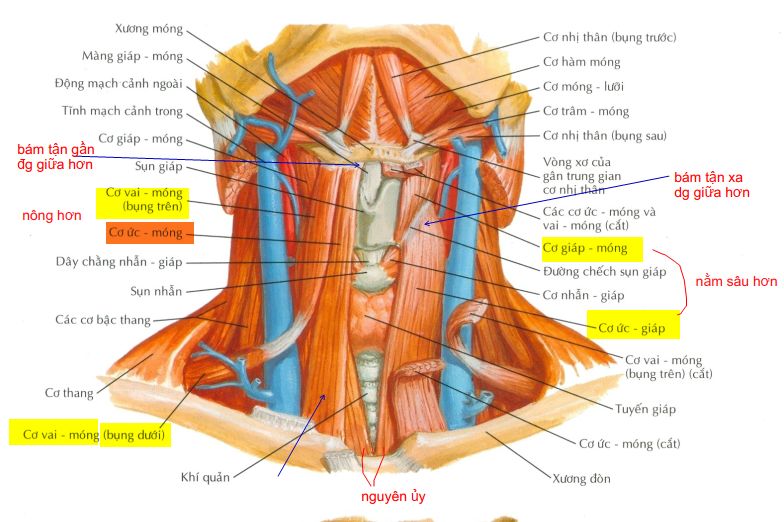 Xương móng
Màng giáp - móng
Động mạch cảnh ngoài
Tĩnh mạch cảnh trong
Cơ giáp - móng
bám tận gần
đg giữa hơn
Sụn giáp
Cơ vai - móng
(bụng trên)
nông hơn
Cơ ức - móng
Dây chằng nhẫn - giáp
Sụn nhẫn
Các cơ bậc thang
Cơ thang
Cơ vai - móng (bụng dưới)
Khí quản
nguyên ủy
Cơ nhị thân (bụng trước)
Cơ hàm móng
Cơ móng - lưỡi
Cơ trâm - móng
Cơ nhị thân (bụng sau)
Vòng xơ của
gân trung gian
cơ nhị thân
bám tận xa
dg giữa hơn
Các cơ ức - móng và
vai - móng (cắt)
Cơ giáp - móng
Đường chếch sụn giáp
nằm sâu hơn
Cơ nhẫn - giáp
Cơ ức - giáp
Cơ vai - móng
(bụng trên) (cắt)
Tuyến giáp
Cơ ức - móng (cắt)
Xương đòn